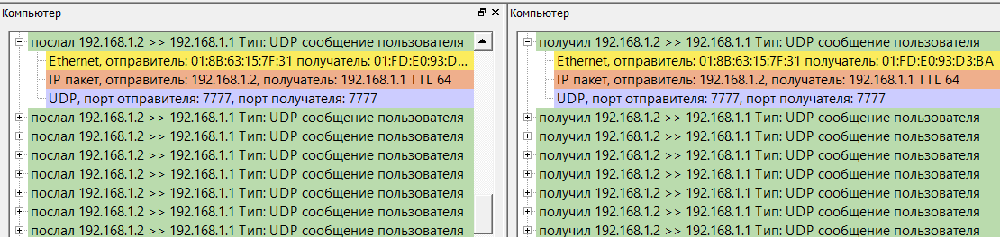 Компьютер
послал 192.168.1.2 >> 192.168.1.1 Тип: UDP сообщение пользователя
Ethernet, отправитель: 01:8B:63:15:7F:31 получатель: 01:FD:E0:93:D...
IP пакет, отправитель: 192.168.1.2, получатель: 192.168.1.1 TTL 64
UDP, порт отправителя: 7777, порт получателя: 7777
послал 192.168.1.2 >> 192.168.1.1 Тип: UDP сообщение пользователя
послал 192.168.1.2 >> 192.168.1.1 Тип: UDP сообщение пользователя
послал 192.168.1.2 >> 192.168.1.1 Тип: UDP сообщение пользователя
послал 192.168.1.2 >> 192.168.1.1 Тип: UDP сообщение пользователя
послал 192.168.1.2 >> 192.168.1.1 Тип: UDP сообщение пользователя
послал 192.168.1.2 >> 192.168.1.1 Тип: UDP сообщение пользователя
послал 192.168.1.2 >> 192.168.1.1 Тип: UDP сообщение пользователя
Компьютер
получил 192.168.1.2 >> 192.168.1.1 Тип: UDP сообщение пользователя
Ethernet, отправитель: 01:8B:63:15:7F:31 получатель: 01:FD:E0:93:D3:BA
IP пакет, отправитель: 192.168.1.2, получатель: 192.168.1.1 TTL 64
UDP, порт отправителя: 7777, порт получателя: 7777
получил 192.168.1.2 >> 192.168.1.1 Тип: UDP сообщение пользователя
получил 192.168.1.2 >> 192.168.1.1 Тип: UDP сообщение пользователя
получил 192.168.1.2 >> 192.168.1.1 Тип: UDP сообщение пользователя
получил 192.168.1.2 >> 192.168.1.1 Тип: UDP сообщение пользователя
получил 192.168.1.2 >> 192.168.1.1 Тип: UDP сообщение пользователя
получил 192.168.1.2 >> 192.168.1.1 Тип: UDP сообщение пользователя
получил 192.168.1.2 >> 192.168.1.1 Тип: UDP сообщение пользователя